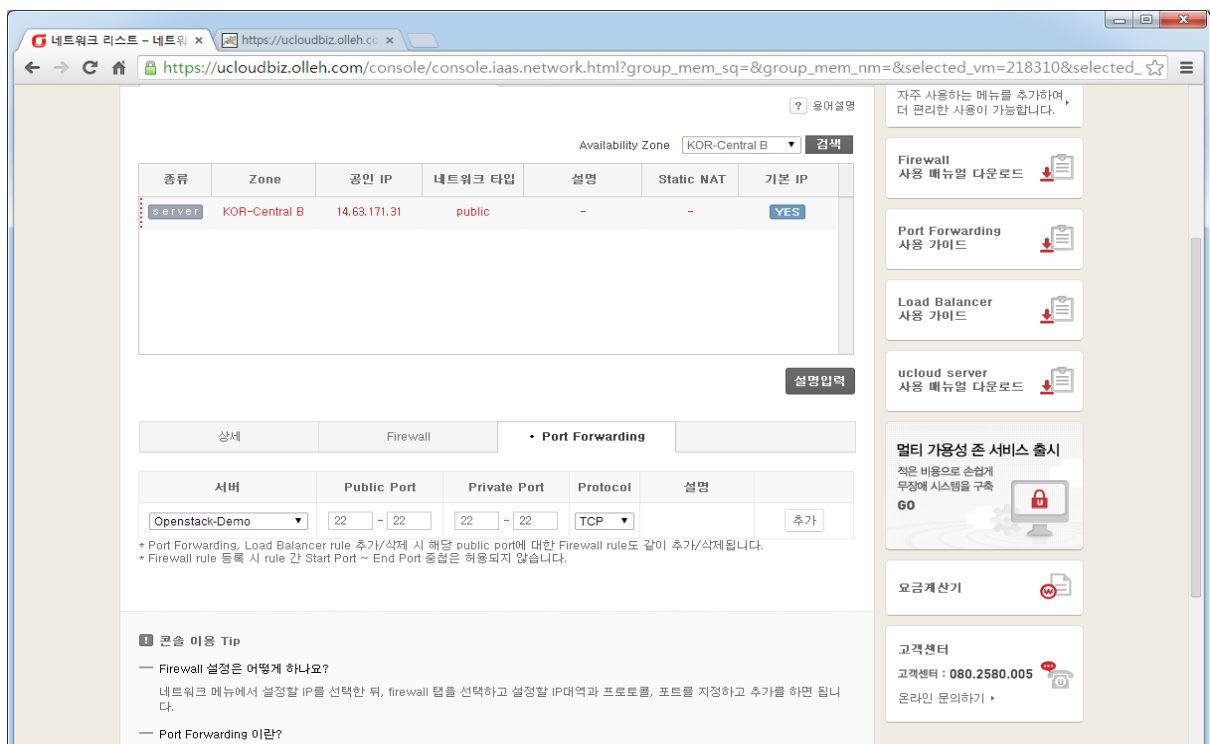 네트워크 리스트 – 네트워
https://ucloudbiz.olleh.co
https://ucloudbiz.olleh.com/console/console.iaas.network.html?group_mem_sq=&group_mem_nm=&selected_vm=218310&selected_
? 용어설명
Availability Zone KOR-Central B 검색
종류 Zone 공인 IP 네트워크 타입 설명 Static NAT 기본 IP
server KOR-Central B 14.63.171.31 public - - YES
설명입력
상세 Firewall • Port Forwarding
서버 Public Port Private Port Protocol 설명
Openstack-Demo 22 - 22 22 - 22 TCP 추가
* Port Forwarding, Load Balancer rule 추가/삭제 시 해당 public port에 대한 Firewall rule도 같이 추가/삭제됩니다.
* Firewall rule 등록 시 rule 간 Start Port ~ End Port 중첩은 허용되지 않습니다.
콘솔 이용 Tip
— Firewall 설정은 어떻게 하나요?
네트워크 메뉴에서 설정할 IP를 선택한 뒤, firewall 탭을 선택하고 설정할 IP대역과 프로토콜, 포트를 지정하고 추가를 하면 됩니
다.
— Port Forwarding 이란?
자주 사용하는 메뉴를 추가하여,
더 편리한 사용이 가능합니다.
Firewall
사용 매뉴얼 다운로드
Port Forwarding
사용 가이드
Load Balancer
사용 가이드
ucloud server
사용 매뉴얼 다운로드
멀티 가용성 존 서비스 출시
적은 비용으로 손쉽게
무장애 시스템을 구축
GO
요금계산기
고객센터
고객센터 : 080.2580.005
온라인 문의하기